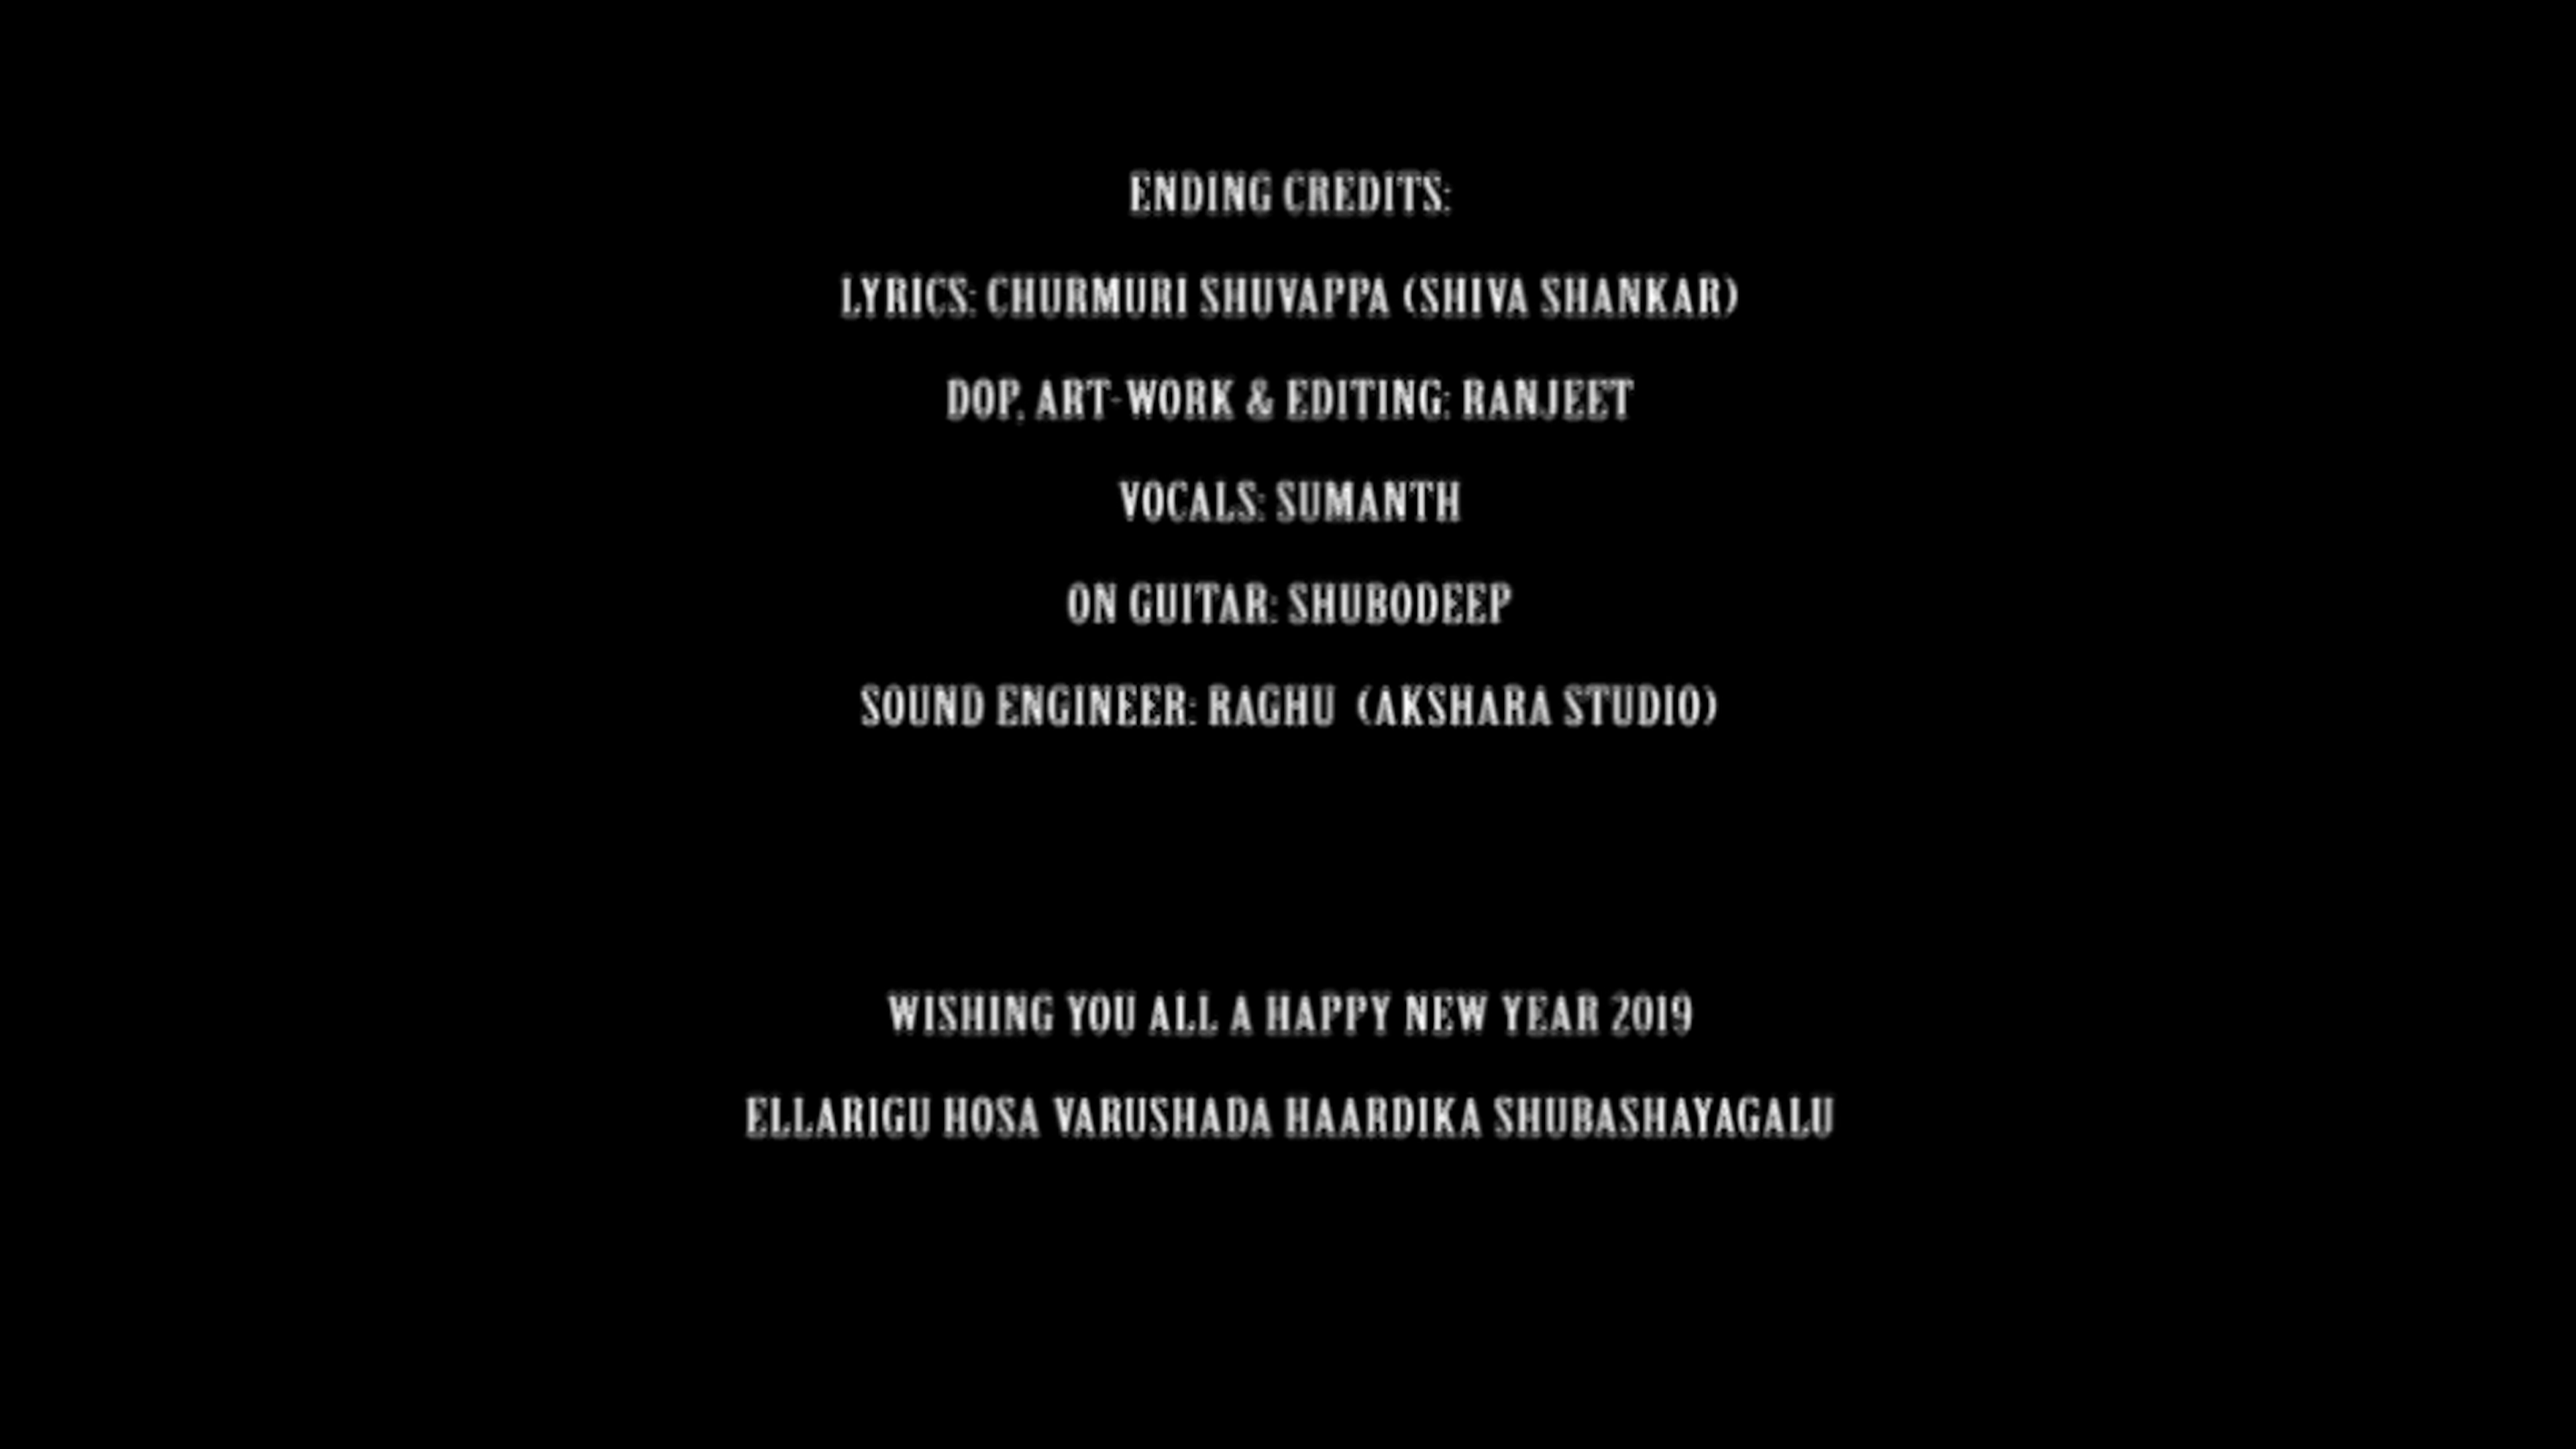 ENDING CREDITS:
LYRICS: CHURMURI SHUVAPPA (SHIVA SHANKAR)
DOP, ART-WORK & EDITING: RANJEET
VOCALS: SUMANTH
ON GUITAR: SHUBODEEP
SOUND ENGINEER: RAGHU (AKSHARA STUDIO)
WISHING YOU ALL A HAPPY NEW YEAR 2019
ELLARIGU HOSA VARUSHADA HAARDIKA SHUBASHAYAGALU